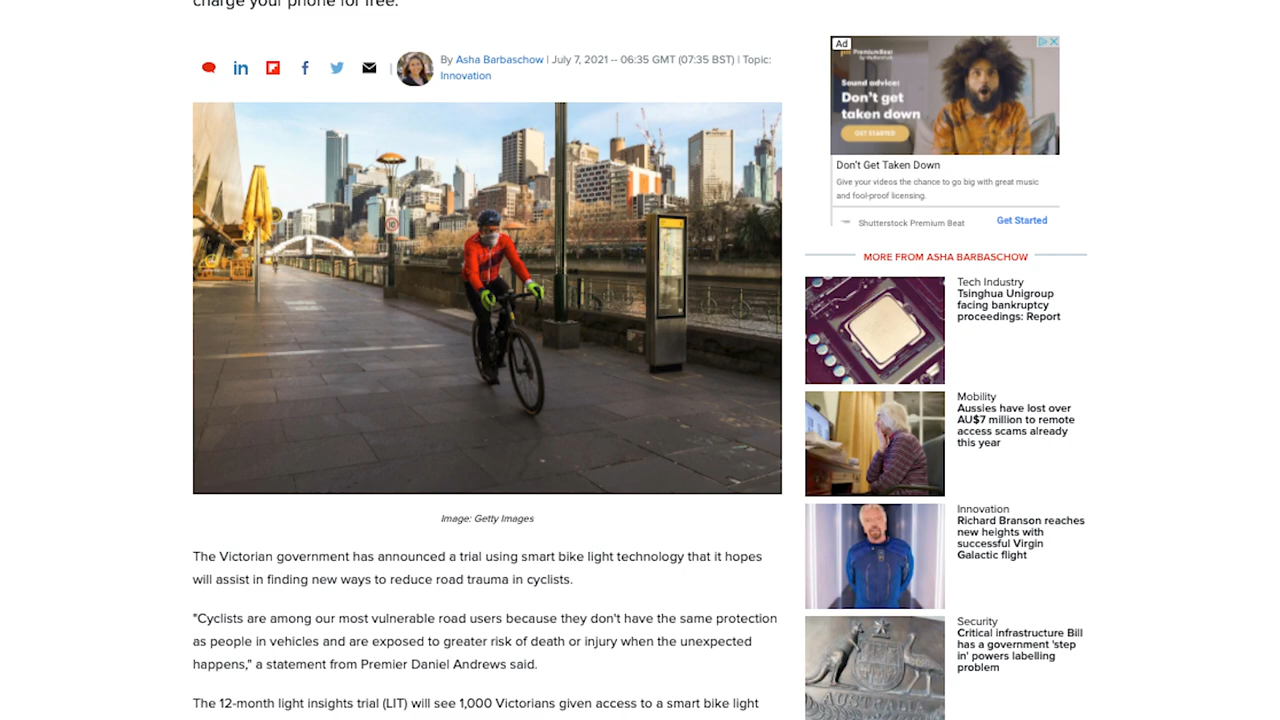 charge your phone for free.
By Asha Barbaschow | July 7, 2021 -- 06:35 GMT (07:35 BST) | Topic:
Innovation
Image: Getty Images
The Victorian government has announced a trial using smart bike light technology that it hopes
will assist in finding new ways to reduce road trauma in cyclists.
"Cyclists are among our most vulnerable road users because they don't have the same protection
as people in vehicles and are exposed to greater risk of death or injury when the unexpected
happens," a statement from Premier Daniel Andrews said.
The 12-month light insights trial (LIT) will see 1,000 Victorians given access to a smart bike light
Ad
PremiumBeat
by Shutterstock
Sound advice:
Don't get
taken down
GET STARTED
Don't Get Taken Down
Give your videos the chance to go big with great music
and fool-proof licensing.
Shutterstock Premium Beat
Get Started
MORE FROM ASHA BARBASCHOW
Tech Industry
Tsinghua Unigroup
facing bankruptcy
proceedings: Report
Mobility
Aussies have lost over
AU$7 million to remote
access scams already
this year
Innovation
Richard Branson reaches
new heights with
successful Virgin
Galactic flight
Security
Critical infrastructure Bill
has a government 'step
in' powers labelling
problem
AUSTRALIA